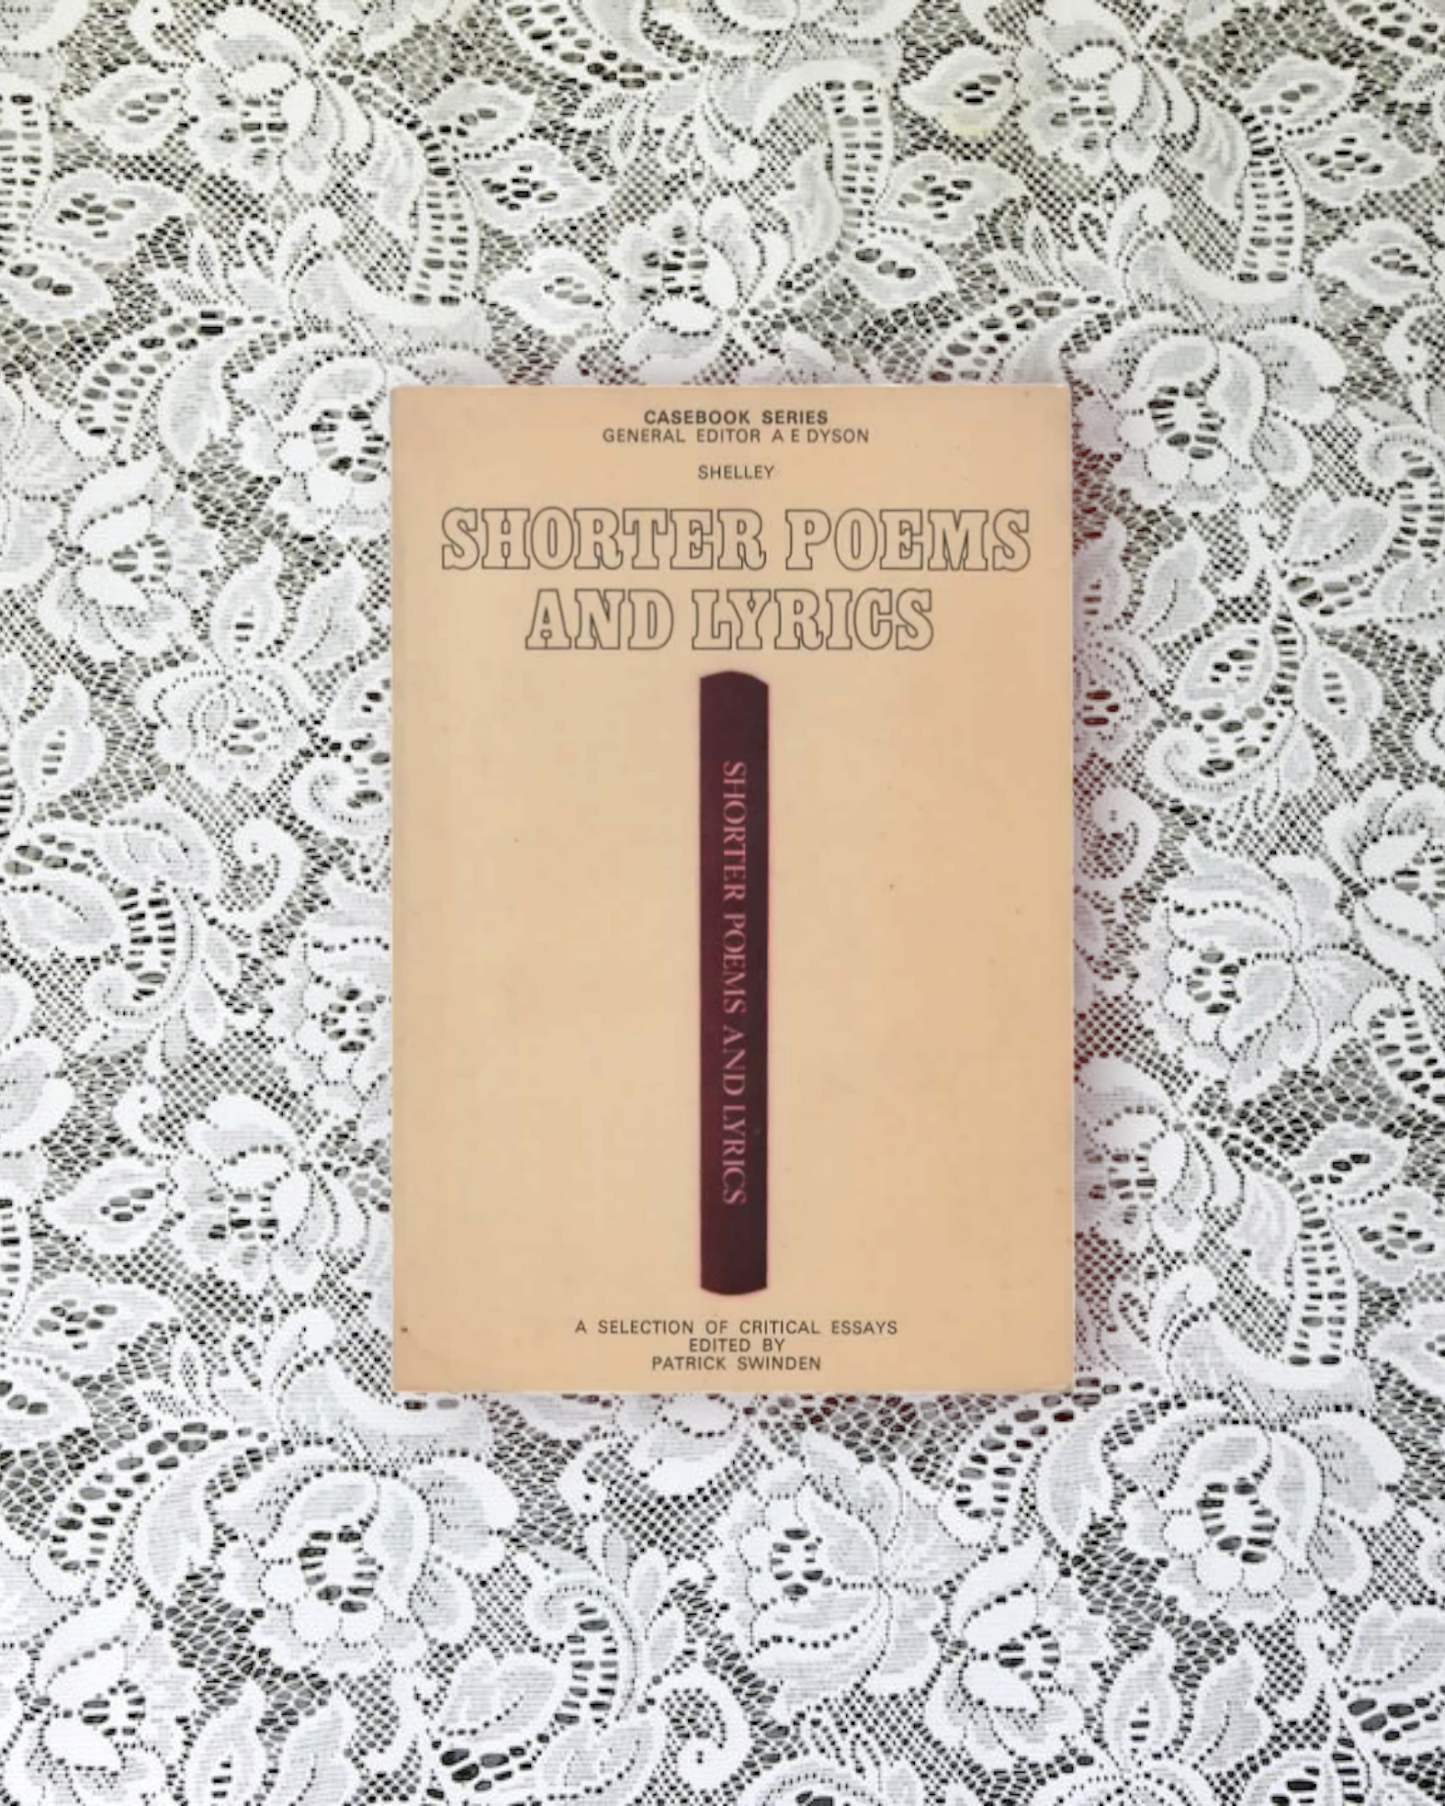 CASEBOOK SERIES
GENERAL EDITOR A E DYSON
SHELLEY
SHORTER POEMS
AND LYRICS
SHORTER POEMS AND LYRICS
A SELECTION OF CRITICAL ESSAYS
EDITED BY
PATRICK SWINDEN